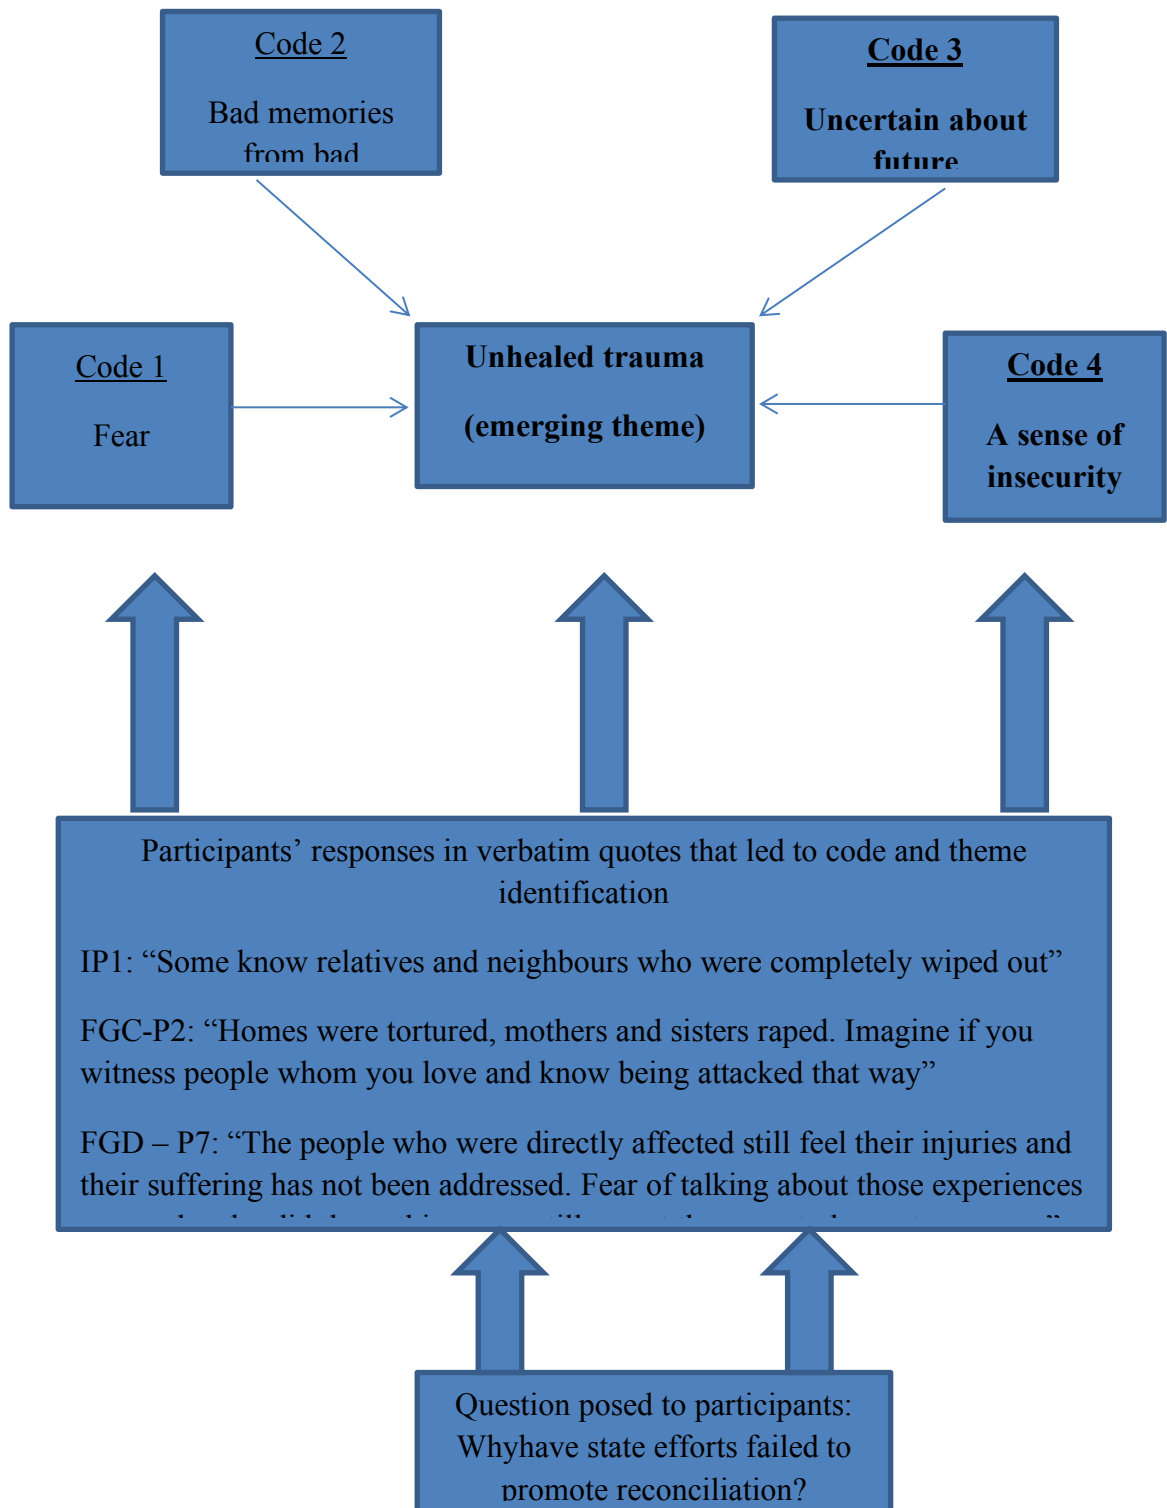 Code 2
Bad memories
from bad
Code 3
Uncertain about
future
Code 1
Fear
Unhealed trauma
(emerging theme)
Code 4
A sense of
insecurity
Participants’ responses in verbatim quotes that led to code and theme
identification
IP1: “Some know relatives and neighbours who were completely wiped out”
FGC-P2: “Homes were tortured, mothers and sisters raped. Imagine if you
witness people whom you love and know being attacked that way”
FGD – P7: “The people who were directly affected still feel their injuries and
their suffering has not been addressed. Fear of talking about those experiences
Question posed to participants:
Whyhave state efforts failed to
promote reconciliation?